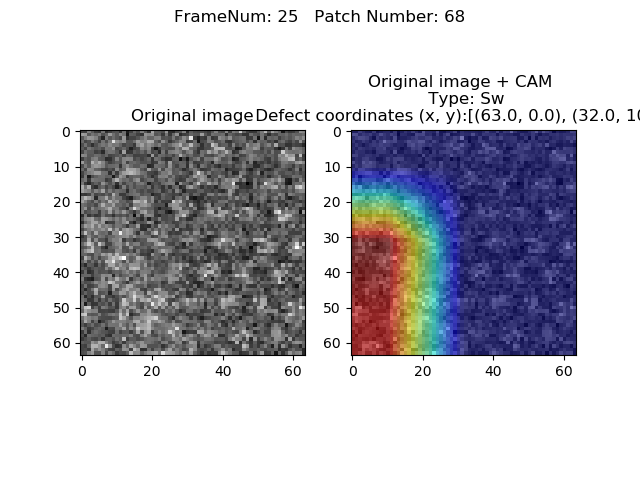 FrameNum: 25   Patch Number: 68
Original image + CAM
Type: Sw
Original image
Defect coordinates (x, y):[(63.0, 0.0), (32.0, 10
0
10
20
30
40
50
60
0 20 40 60
0
10
20
30
40
50
60
0 20 40 60